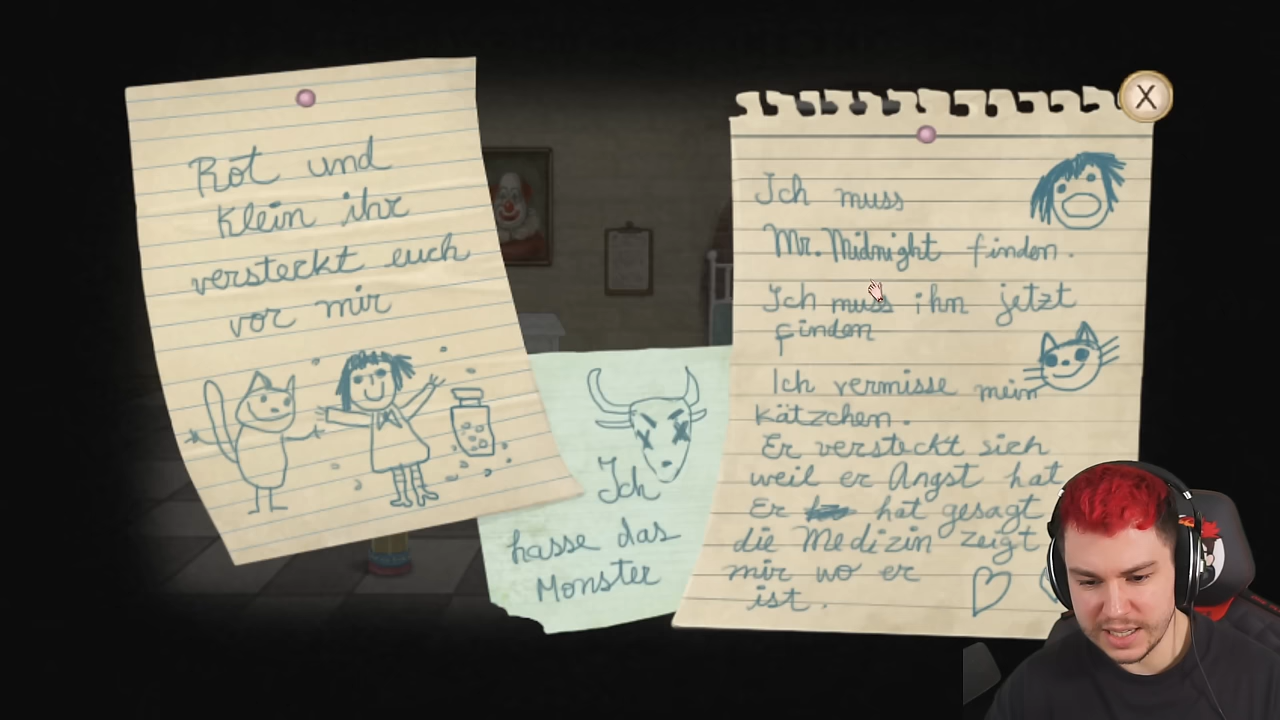 Rot und
Klein ihr
versteckt euch
vor mir
Ich
hasse das
Monster
Ich muss
Mr. Midnight finden.
Ich muss ihn jetzt
finden
Ich vermisse mein
Kätzchen.
Er versteckt sich
weil er Angst hat
Er hat gesagt
die Medizin zeigt
mir wo er
ist.
X